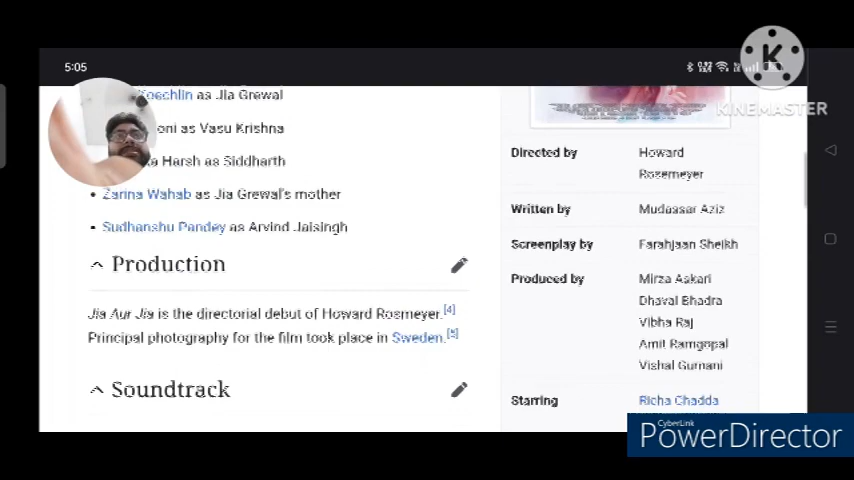 5:05
KINEMASTER
Koechlin as Jia Grewal
oni as Vasu Krishna
a Harsh as Siddharth
• Zarina Wahab as Jia Grewal's mother
• Sudhanshu Pandey as Arvind Jaisingh
Production
Jia Aur Jia is the directorial debut of Howard Rosmeyer.[4]
Principal photography for the film took place in Sweden.[5]
Soundtrack
Directed by Howard
Rosemeyer
Written by Mudassar Aziz
Screenplay by Farahjaan Sheikh
Produced by Mirza Askari
Dhaval Bhadra
Vibha Raj
Amit Ramgopal
Vishal Gurnani
Starring Richa Chadda
CyberLink
PowerDirector